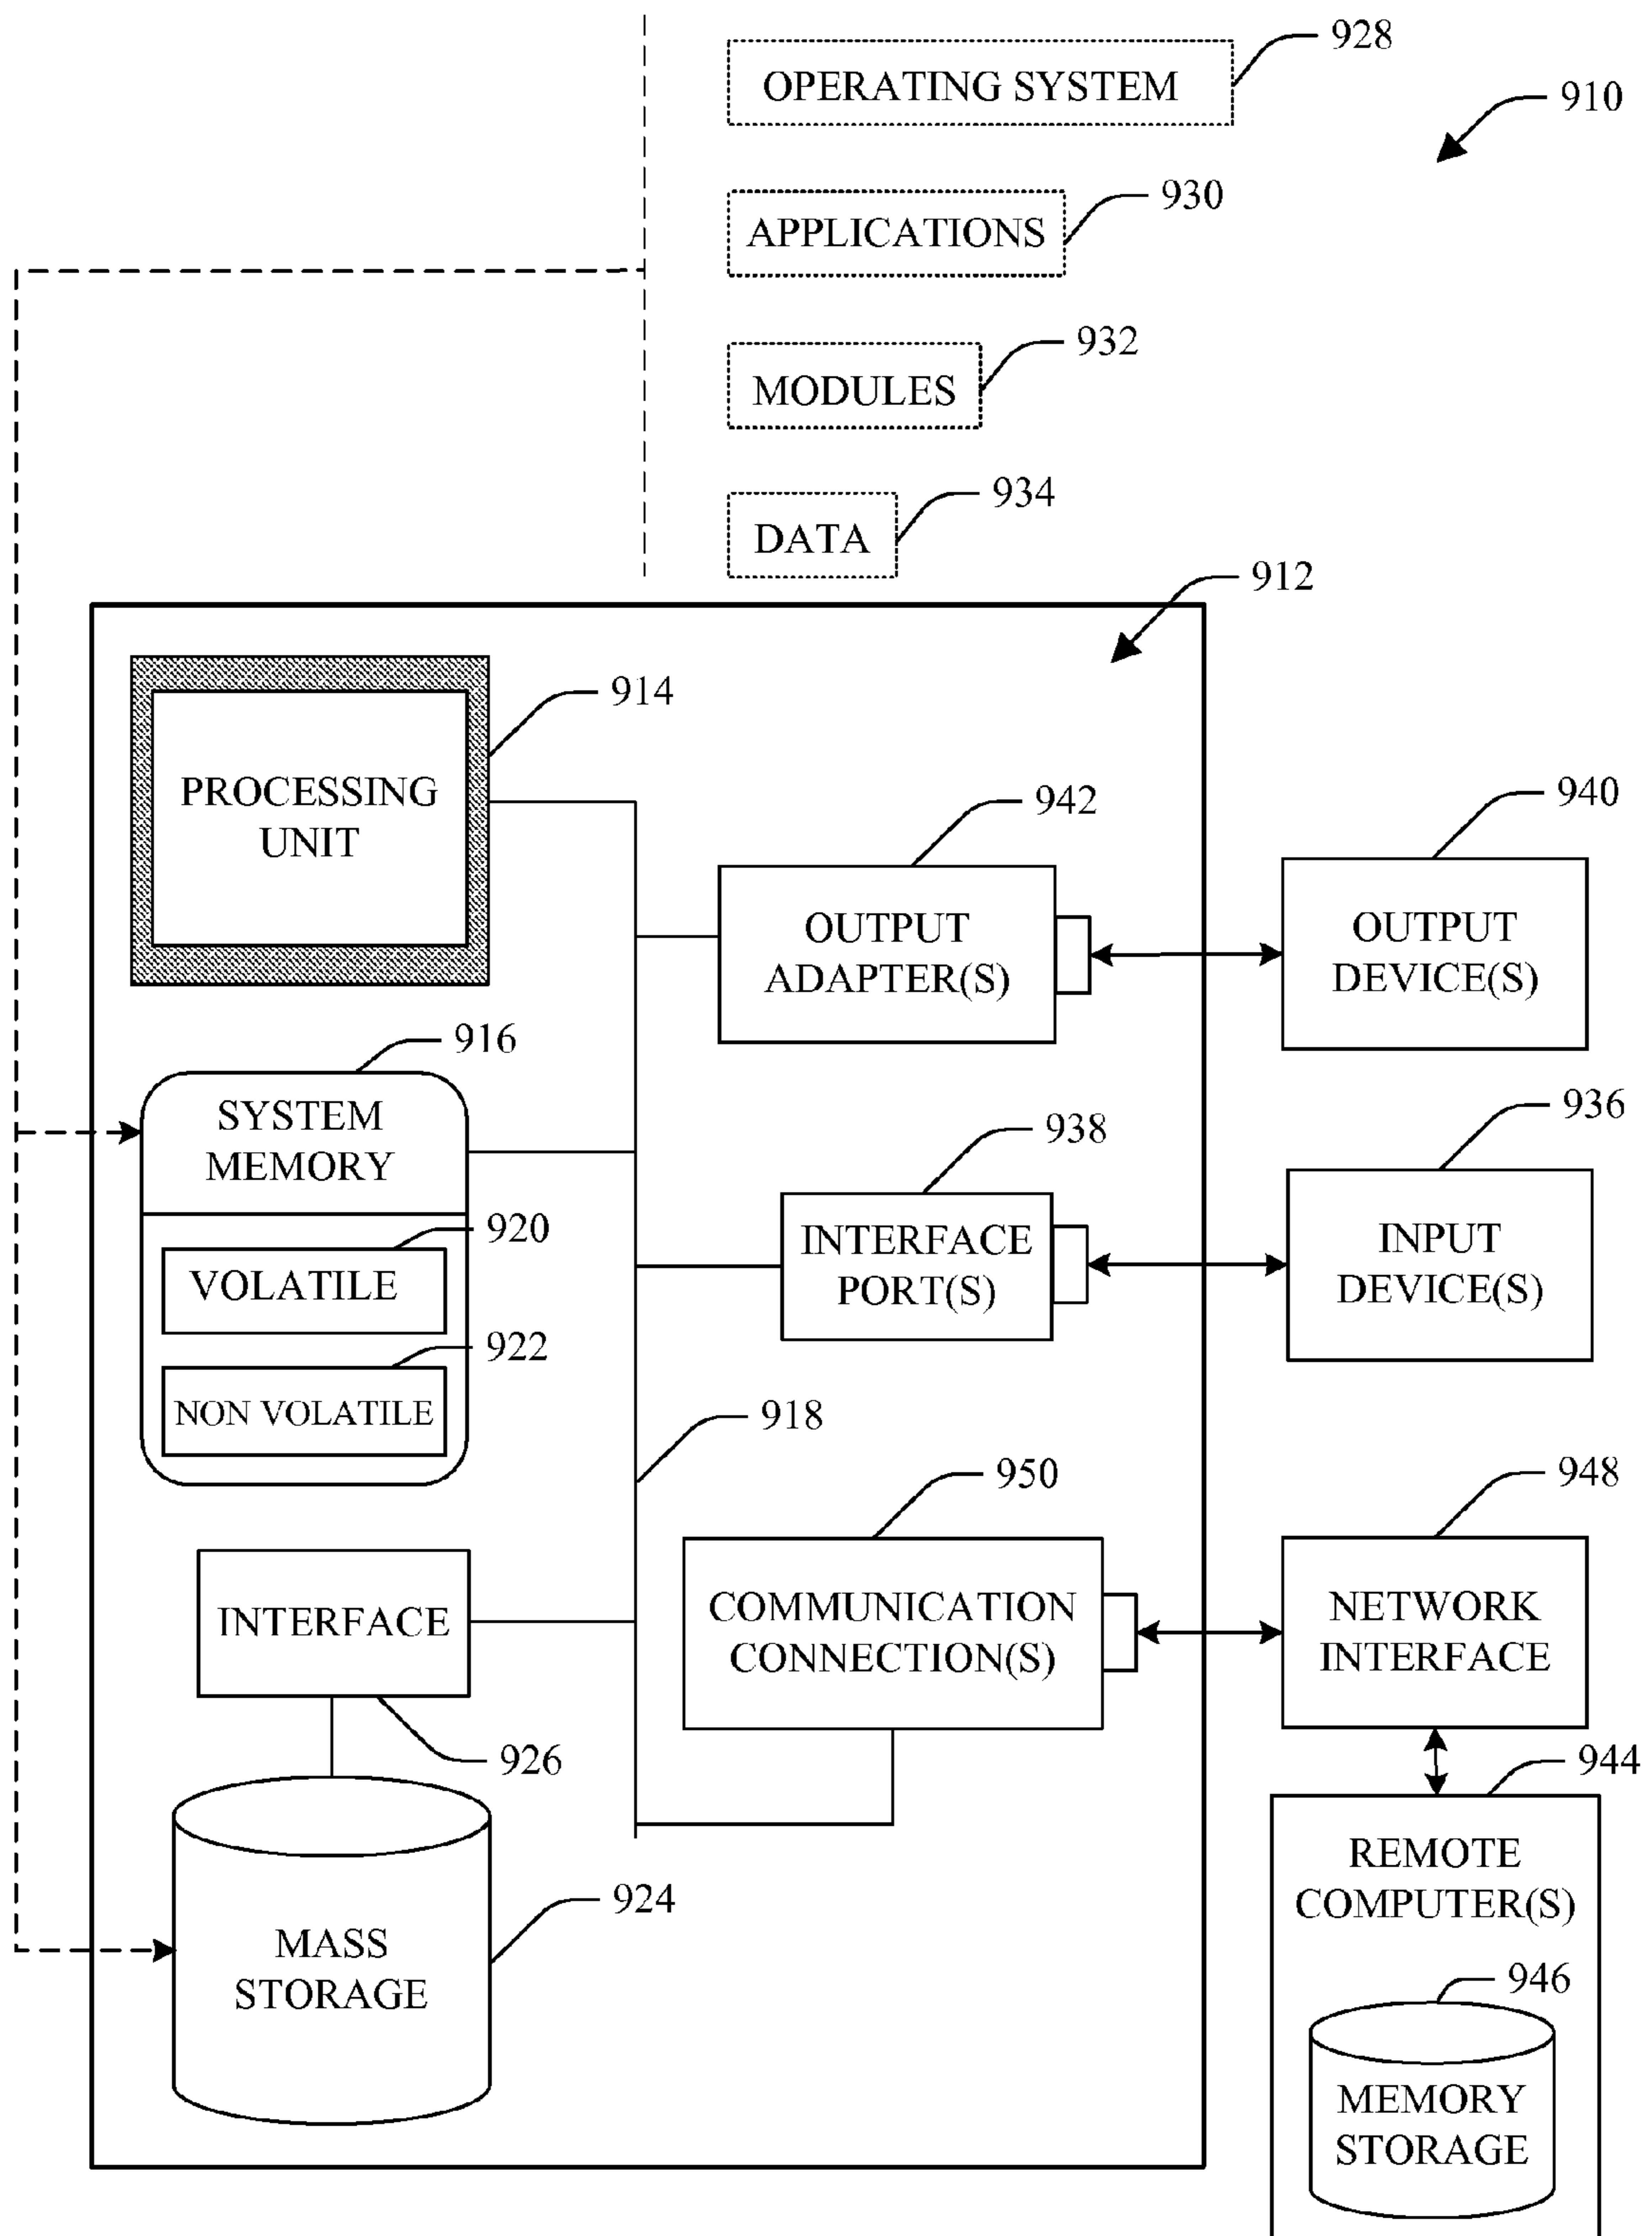 928
OPERATING SYSTEM
910
930
APPLICATIONS
932
MODULES
934
DATA
912
914
PROCESSING
UNIT
942
OUTPUT
ADAPTER(S)
940
OUTPUT
DEVICE(S)
916
SYSTEM
MEMORY
920
VOLATILE
922
NON VOLATILE
938
INTERFACE
PORT(S)
936
INPUT
DEVICE(S)
918
950
COMMUNICATION
CONNECTION(S)
948
NETWORK
INTERFACE
INTERFACE
926
944
REMOTE
COMPUTER(S)
924
MASS
STORAGE
946
MEMORY
STORAGE